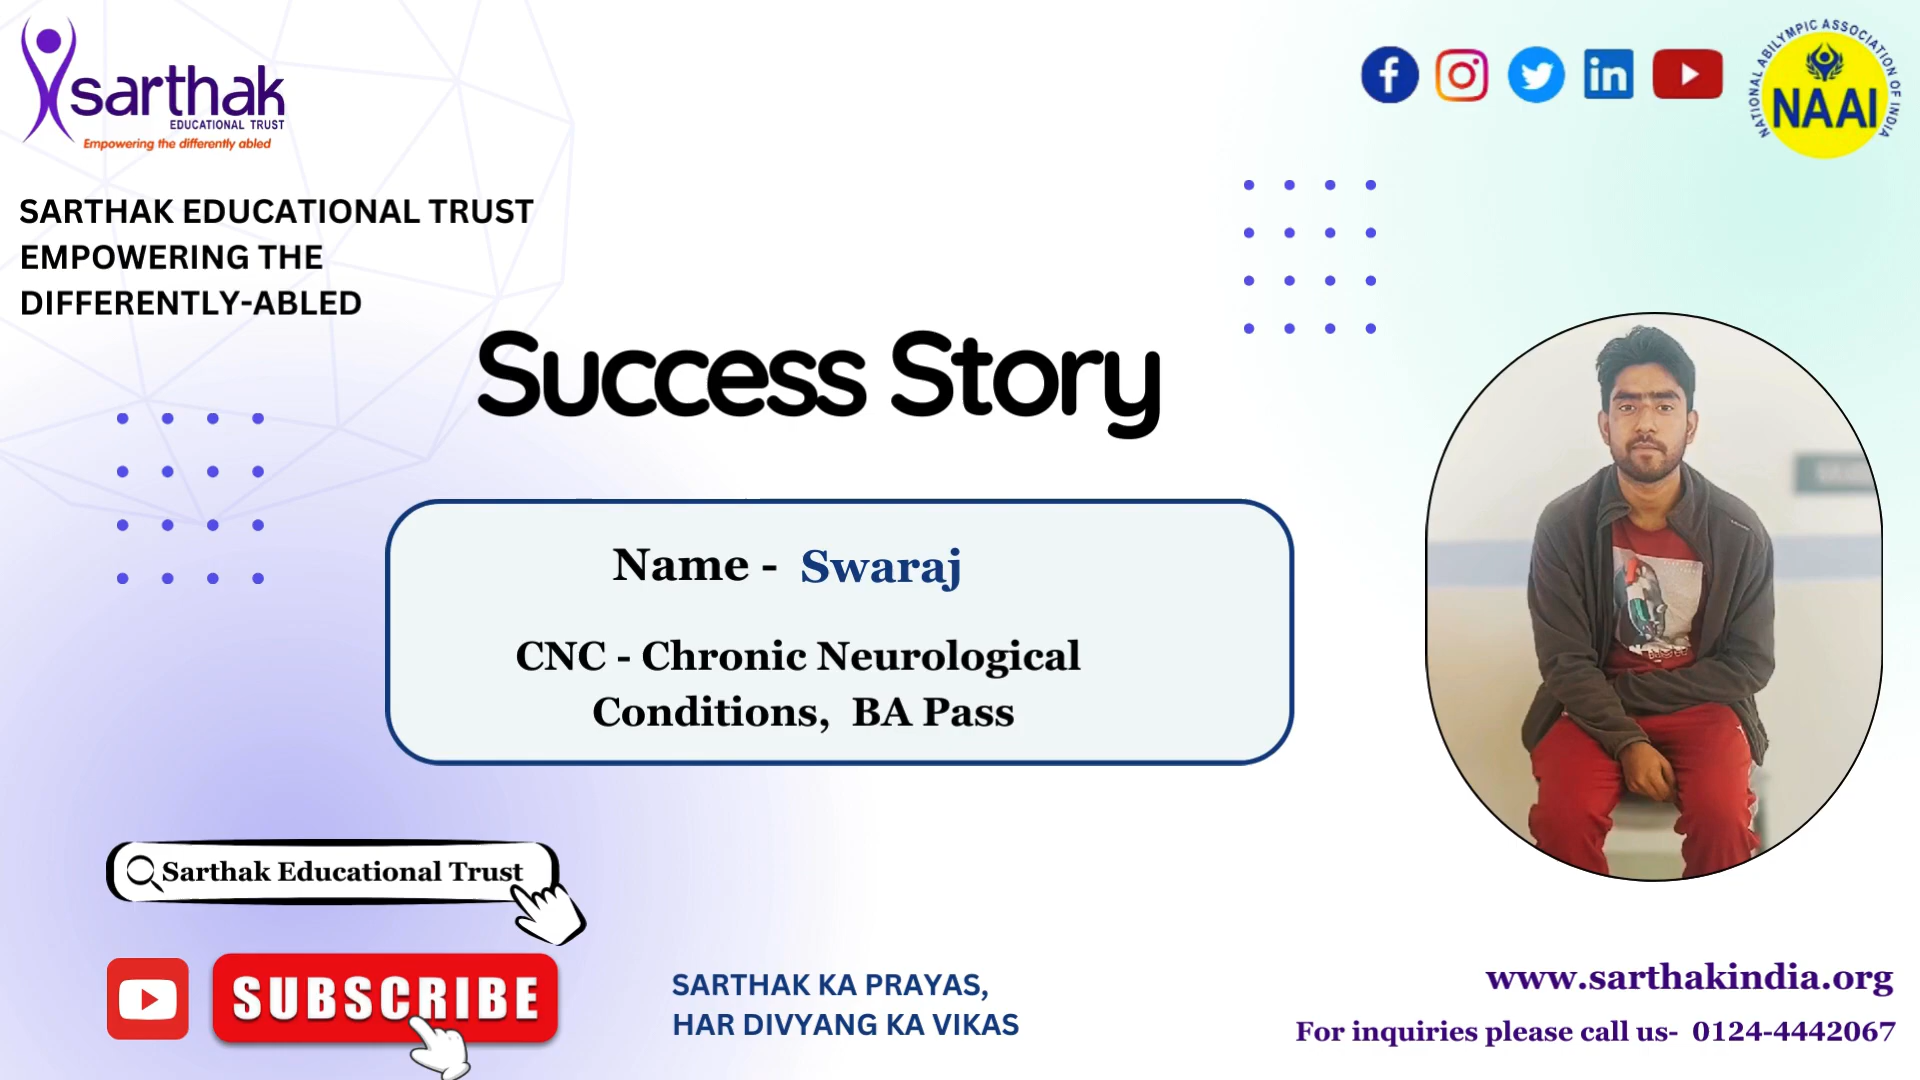 sarthak
EDUCATIONAL TRUST
Empowering the differently abled
NATIONAL ABILYMPIC ASSOCIATION OF INDIA
NAAI
SARTHAK EDUCATIONAL TRUST
EMPOWERING THE
DIFFERENTLY-ABLED
Success Story
Name - Swaraj
CNC - Chronic Neurological
Conditions, BA Pass
Sarthak Educational Trust
SUBSCRIBE
SARTHAK KA PRAYAS,
HAR DIVYANG KA VIKAS
www.sarthakindia.org
For inquiries please call us- 0124-4442067